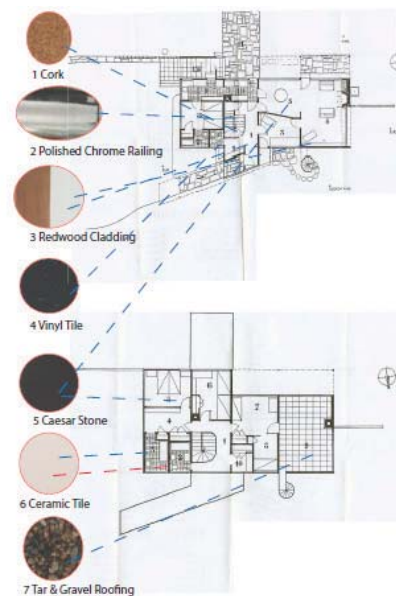 1 Cork
2 Polished Chrome Railing
3 Redwood Cladding
4 Vinyl Tile
5 Caesar Stone
6 Ceramic Tile
7 Tar & Gravel Roofing